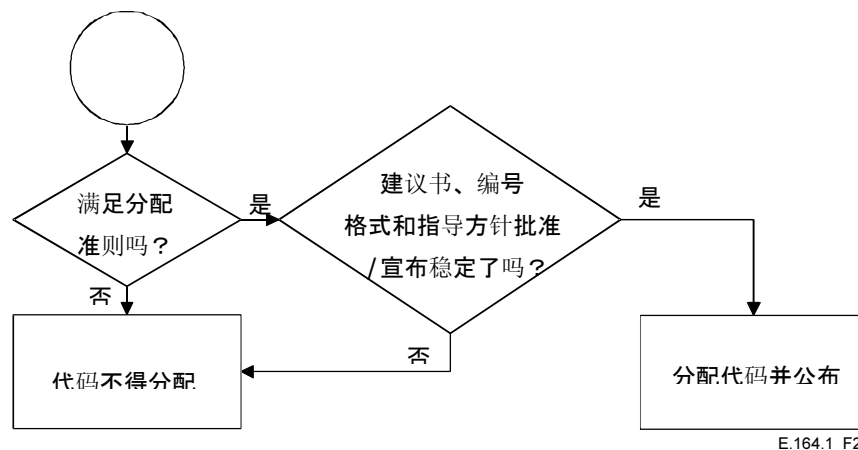 满足分配
准则吗？
是
建议书、编号
格式和指导方针批准
/宣布稳定了吗？
是
否
否
代码不得分配
分配代码并公布
E.164.1_F2